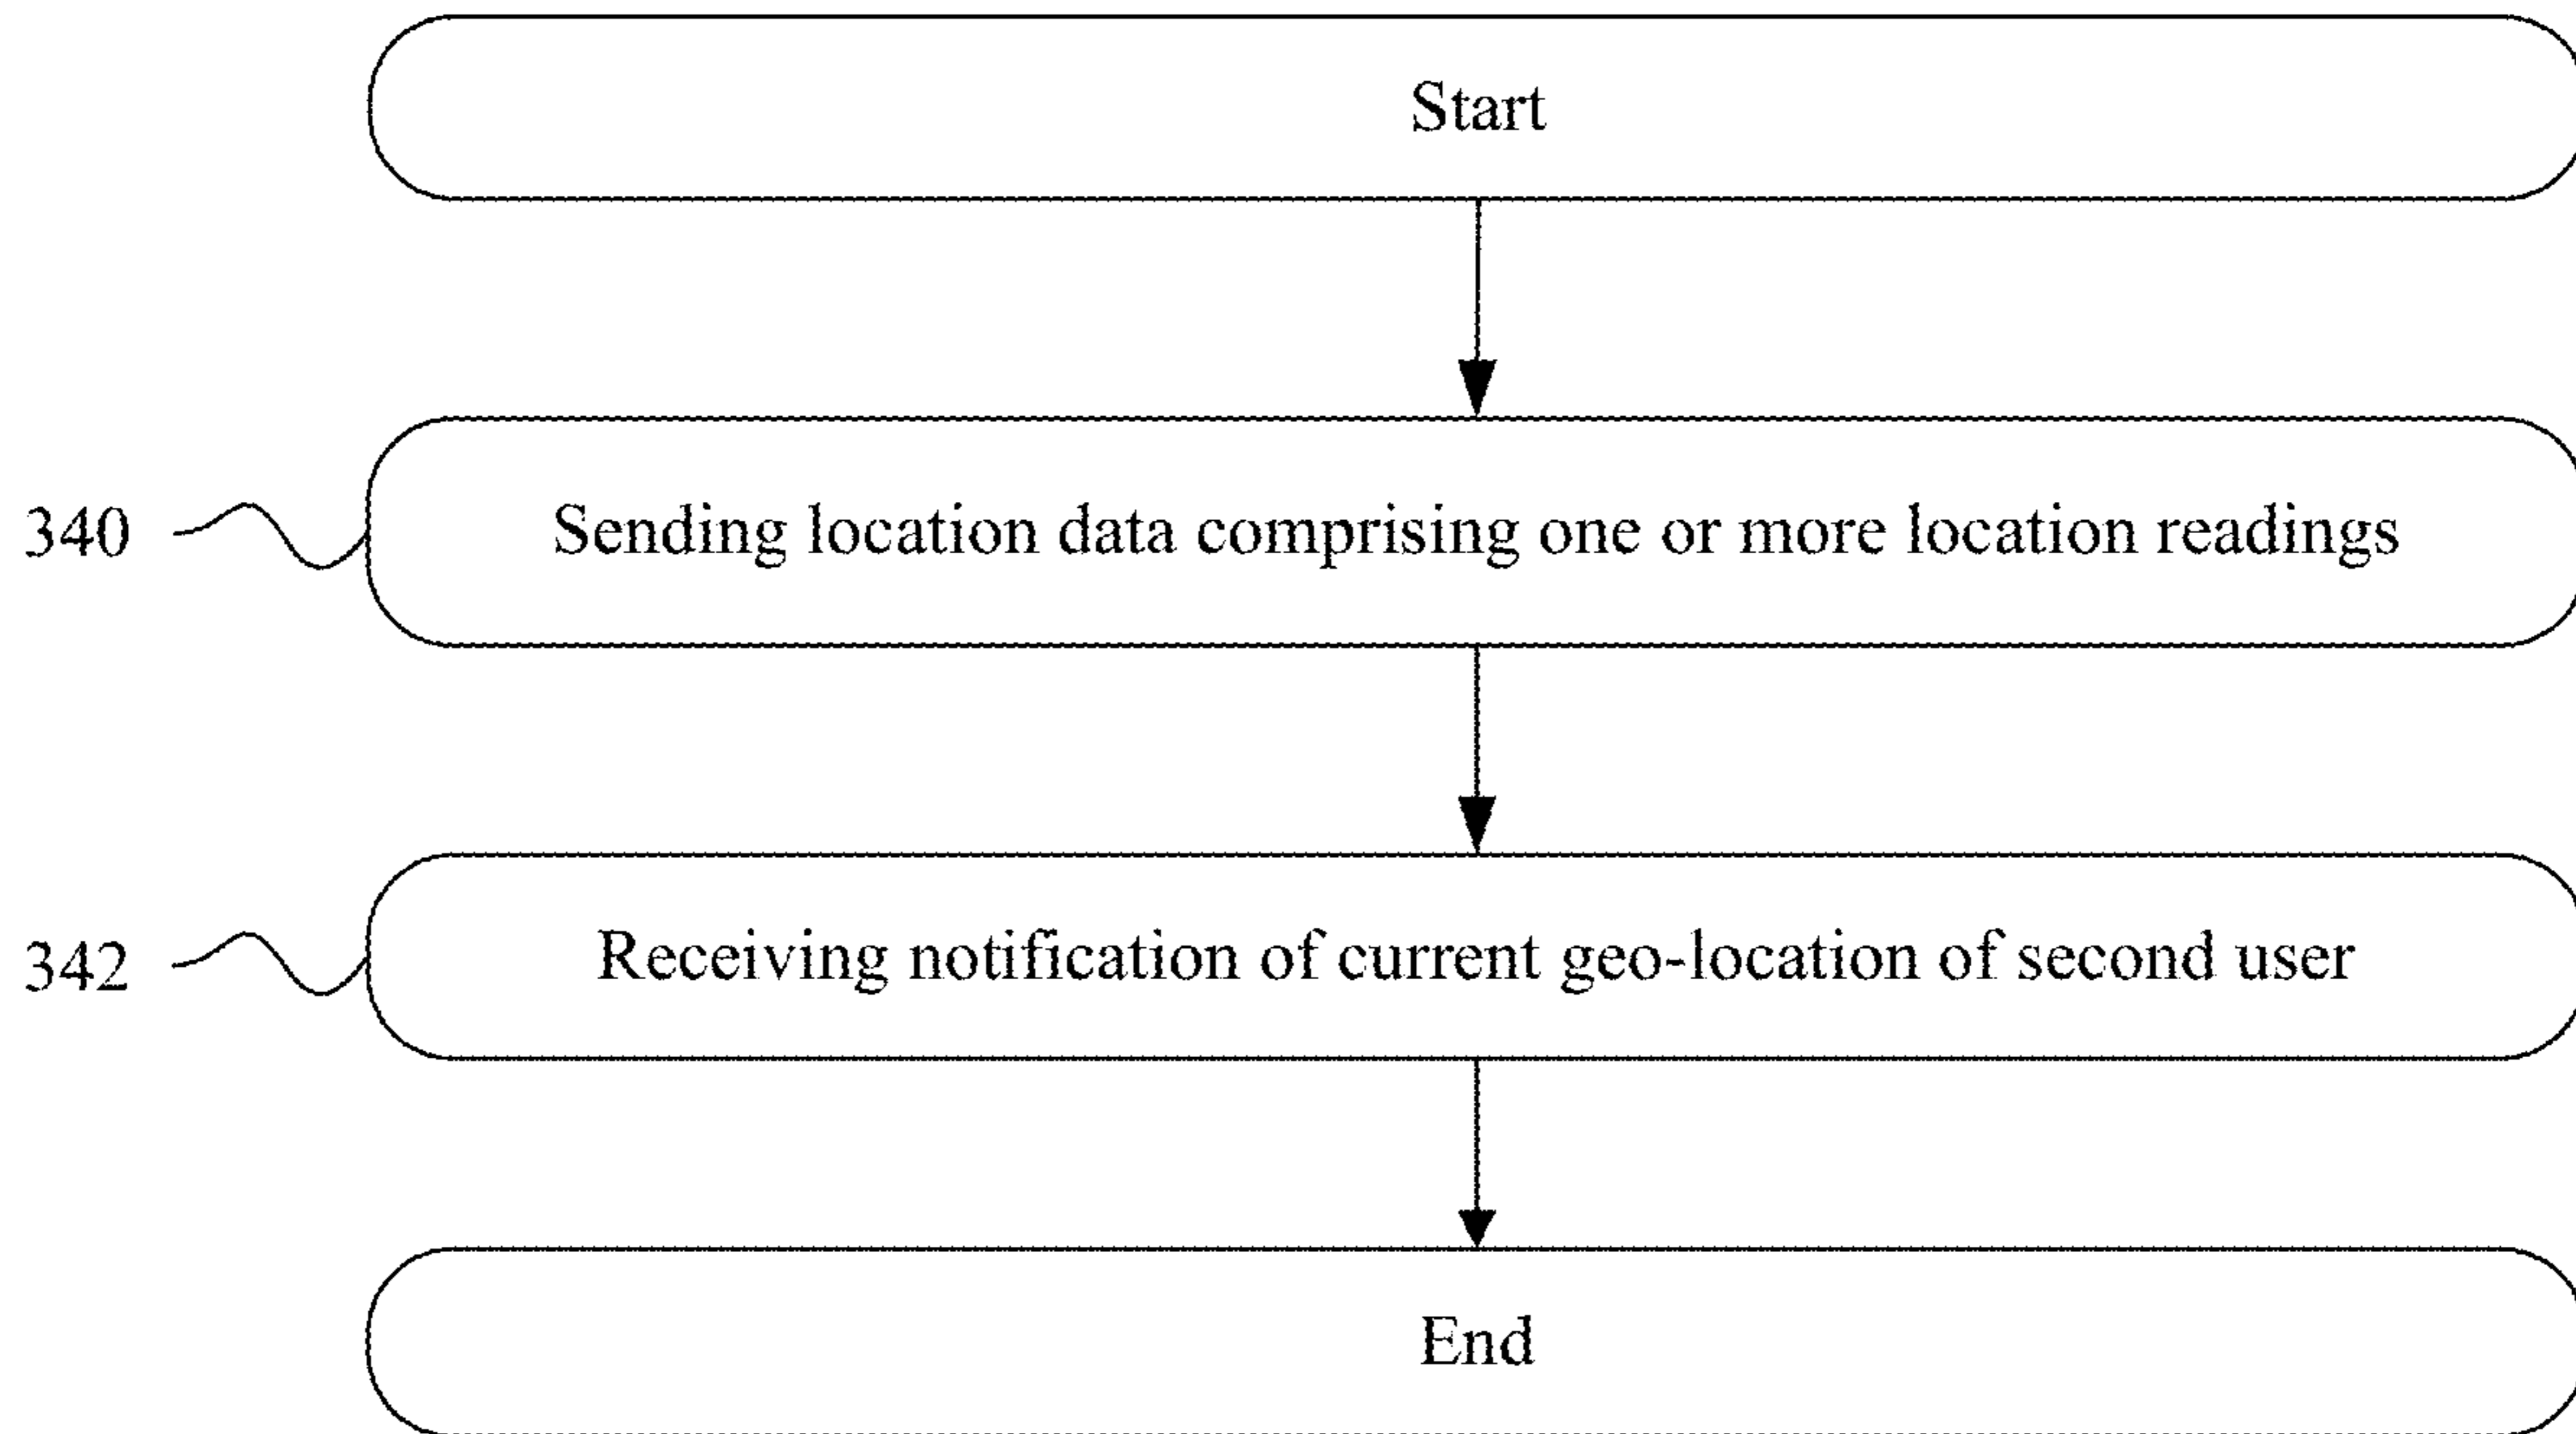 Start
340 Sending location data comprising one or more location readings
342 Receiving notification of current geo-location of second user
End